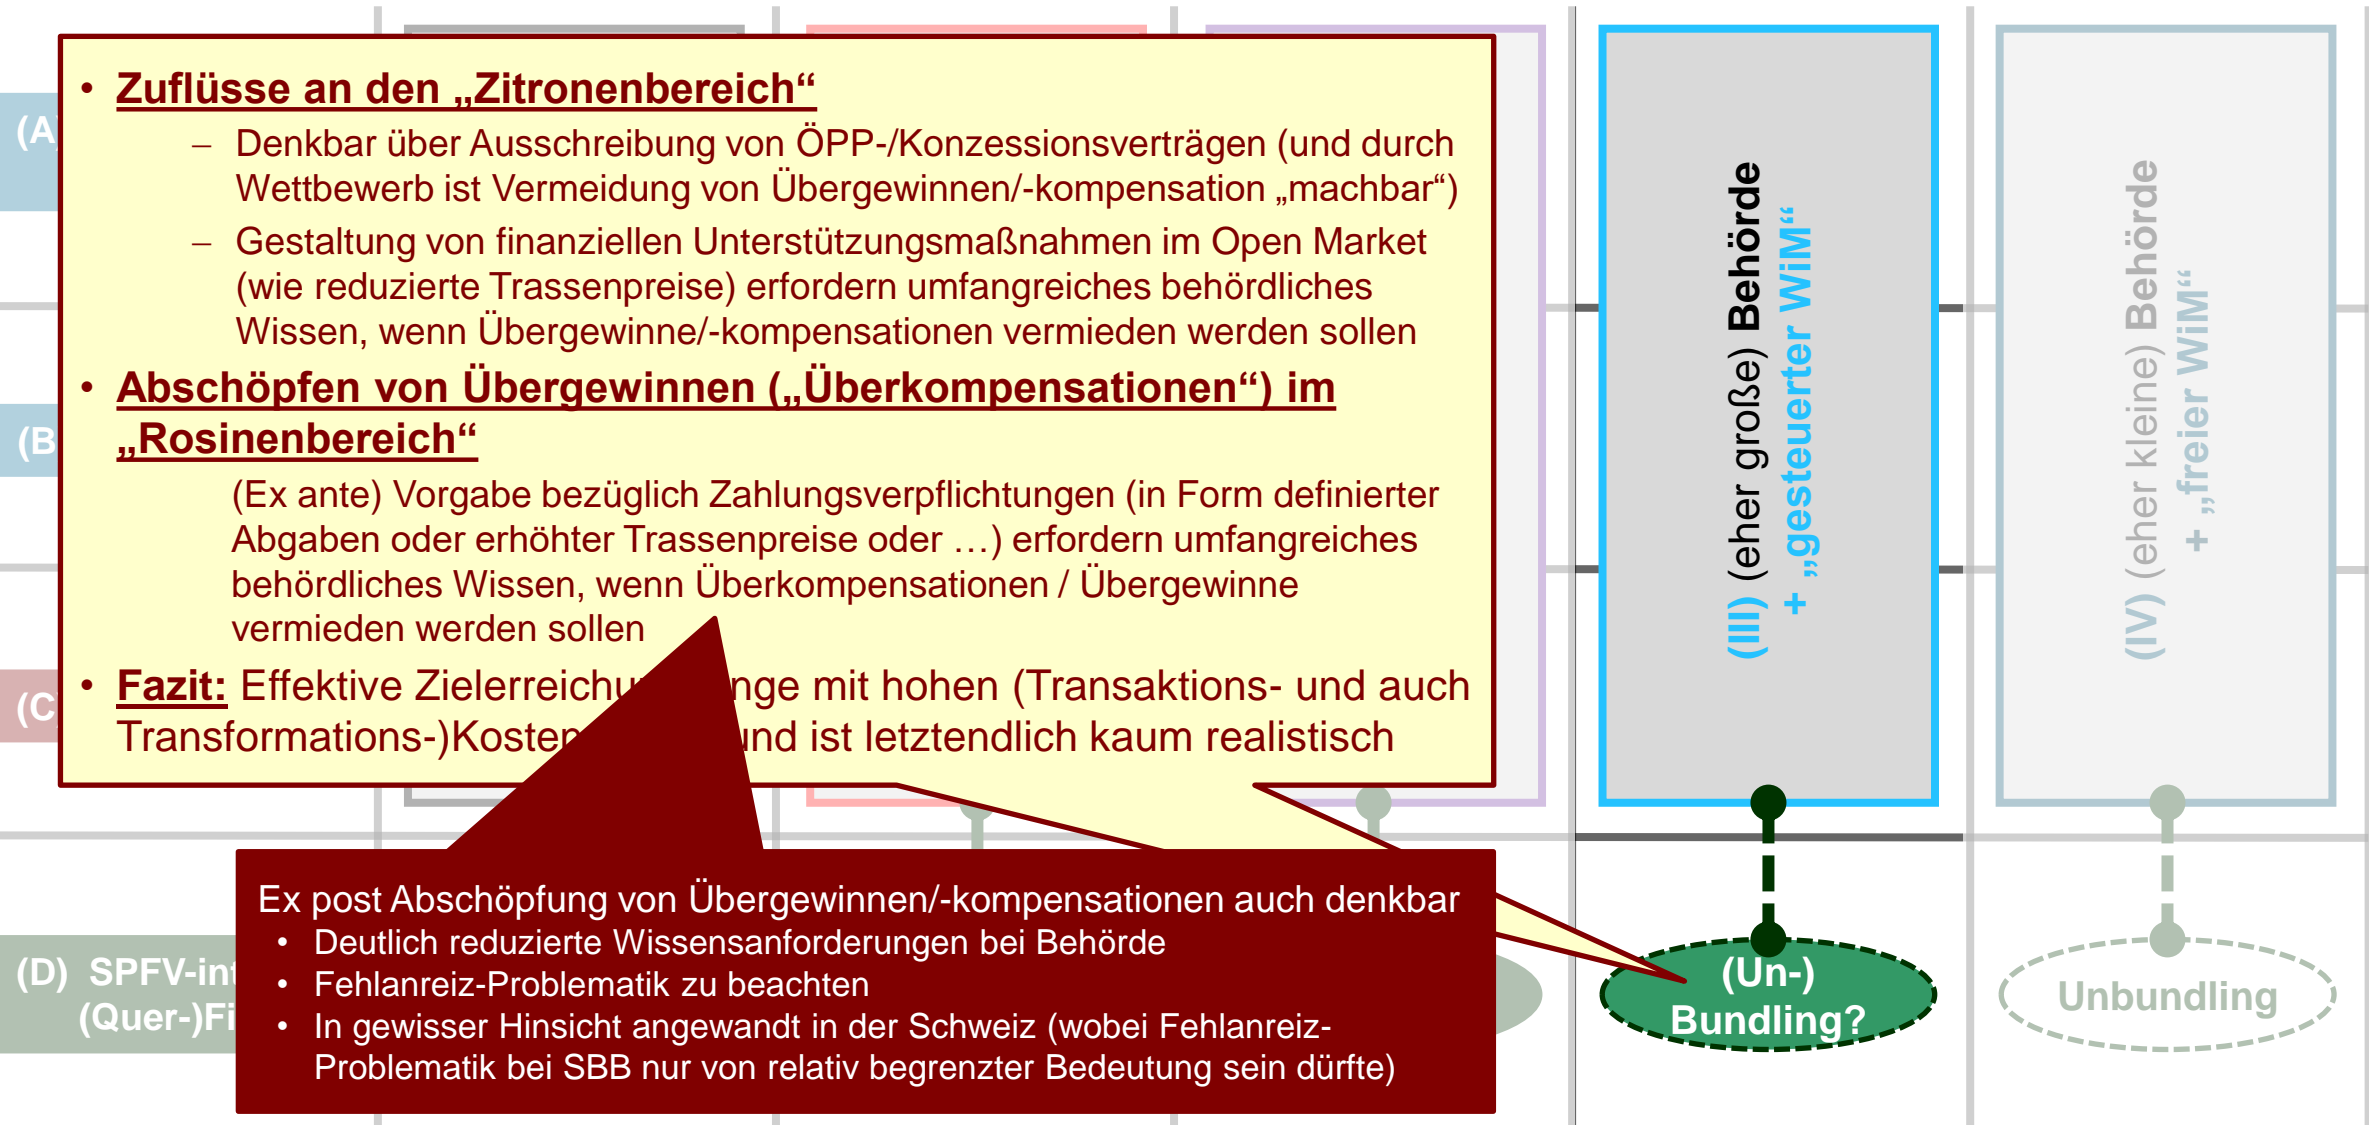 • Zuflüsse an den „Zitronenbereich“
– Denkbar über Ausschreibung von ÖPP-/Konzessionsverträgen (und durch
Wettbewerb ist Vermeidung von Übergewinnen/-kompensation „machbar“)
– Gestaltung von finanziellen Unterstützungsmaßnahmen im Open Market
(wie reduzierte Trassenpreise) erfordern umfangreiches behördliches
Wissen, wenn Übergewinne/-kompensationen vermieden werden sollen
• Abschöpfen von Übergewinnen („Überkompensationen“) im
„Rosinenbereich“
(Ex ante) Vorgabe bezüglich Zahlungsverpflichtungen (in Form definierter
Abgaben oder erhöhter Trassenpreise oder …) erfordern umfangreiches
behördliches Wissen, wenn Überkompensationen / Übergewinne
vermieden werden sollen
• Fazit: Effektive mit hohen (Transaktions- und auch
Transformations-)Kosten und ist letztendlich kaum realistisch
Ex post Abschöpfung von Übergewinnen/-kompensationen auch denkbar
• Deutlich reduzierte Wissensanforderungen bei Behörde
• Fehlanreiz-Problematik zu beachten
• In gewisser Hinsicht angewandt in der Schweiz (wobei Fehlanreiz-
Problematik bei SBB nur von relativ begrenzter Bedeutung sein dürfte)
(A)
(B
(C
(D) SPFV-int
(Quer-)Fi
(III) (eher große) Behörde
+ „gesteuerter WiM“
(IV) (eher kleine) Behörde
+ „freier WiM“
(Un-)
Bundling?
Unbundling